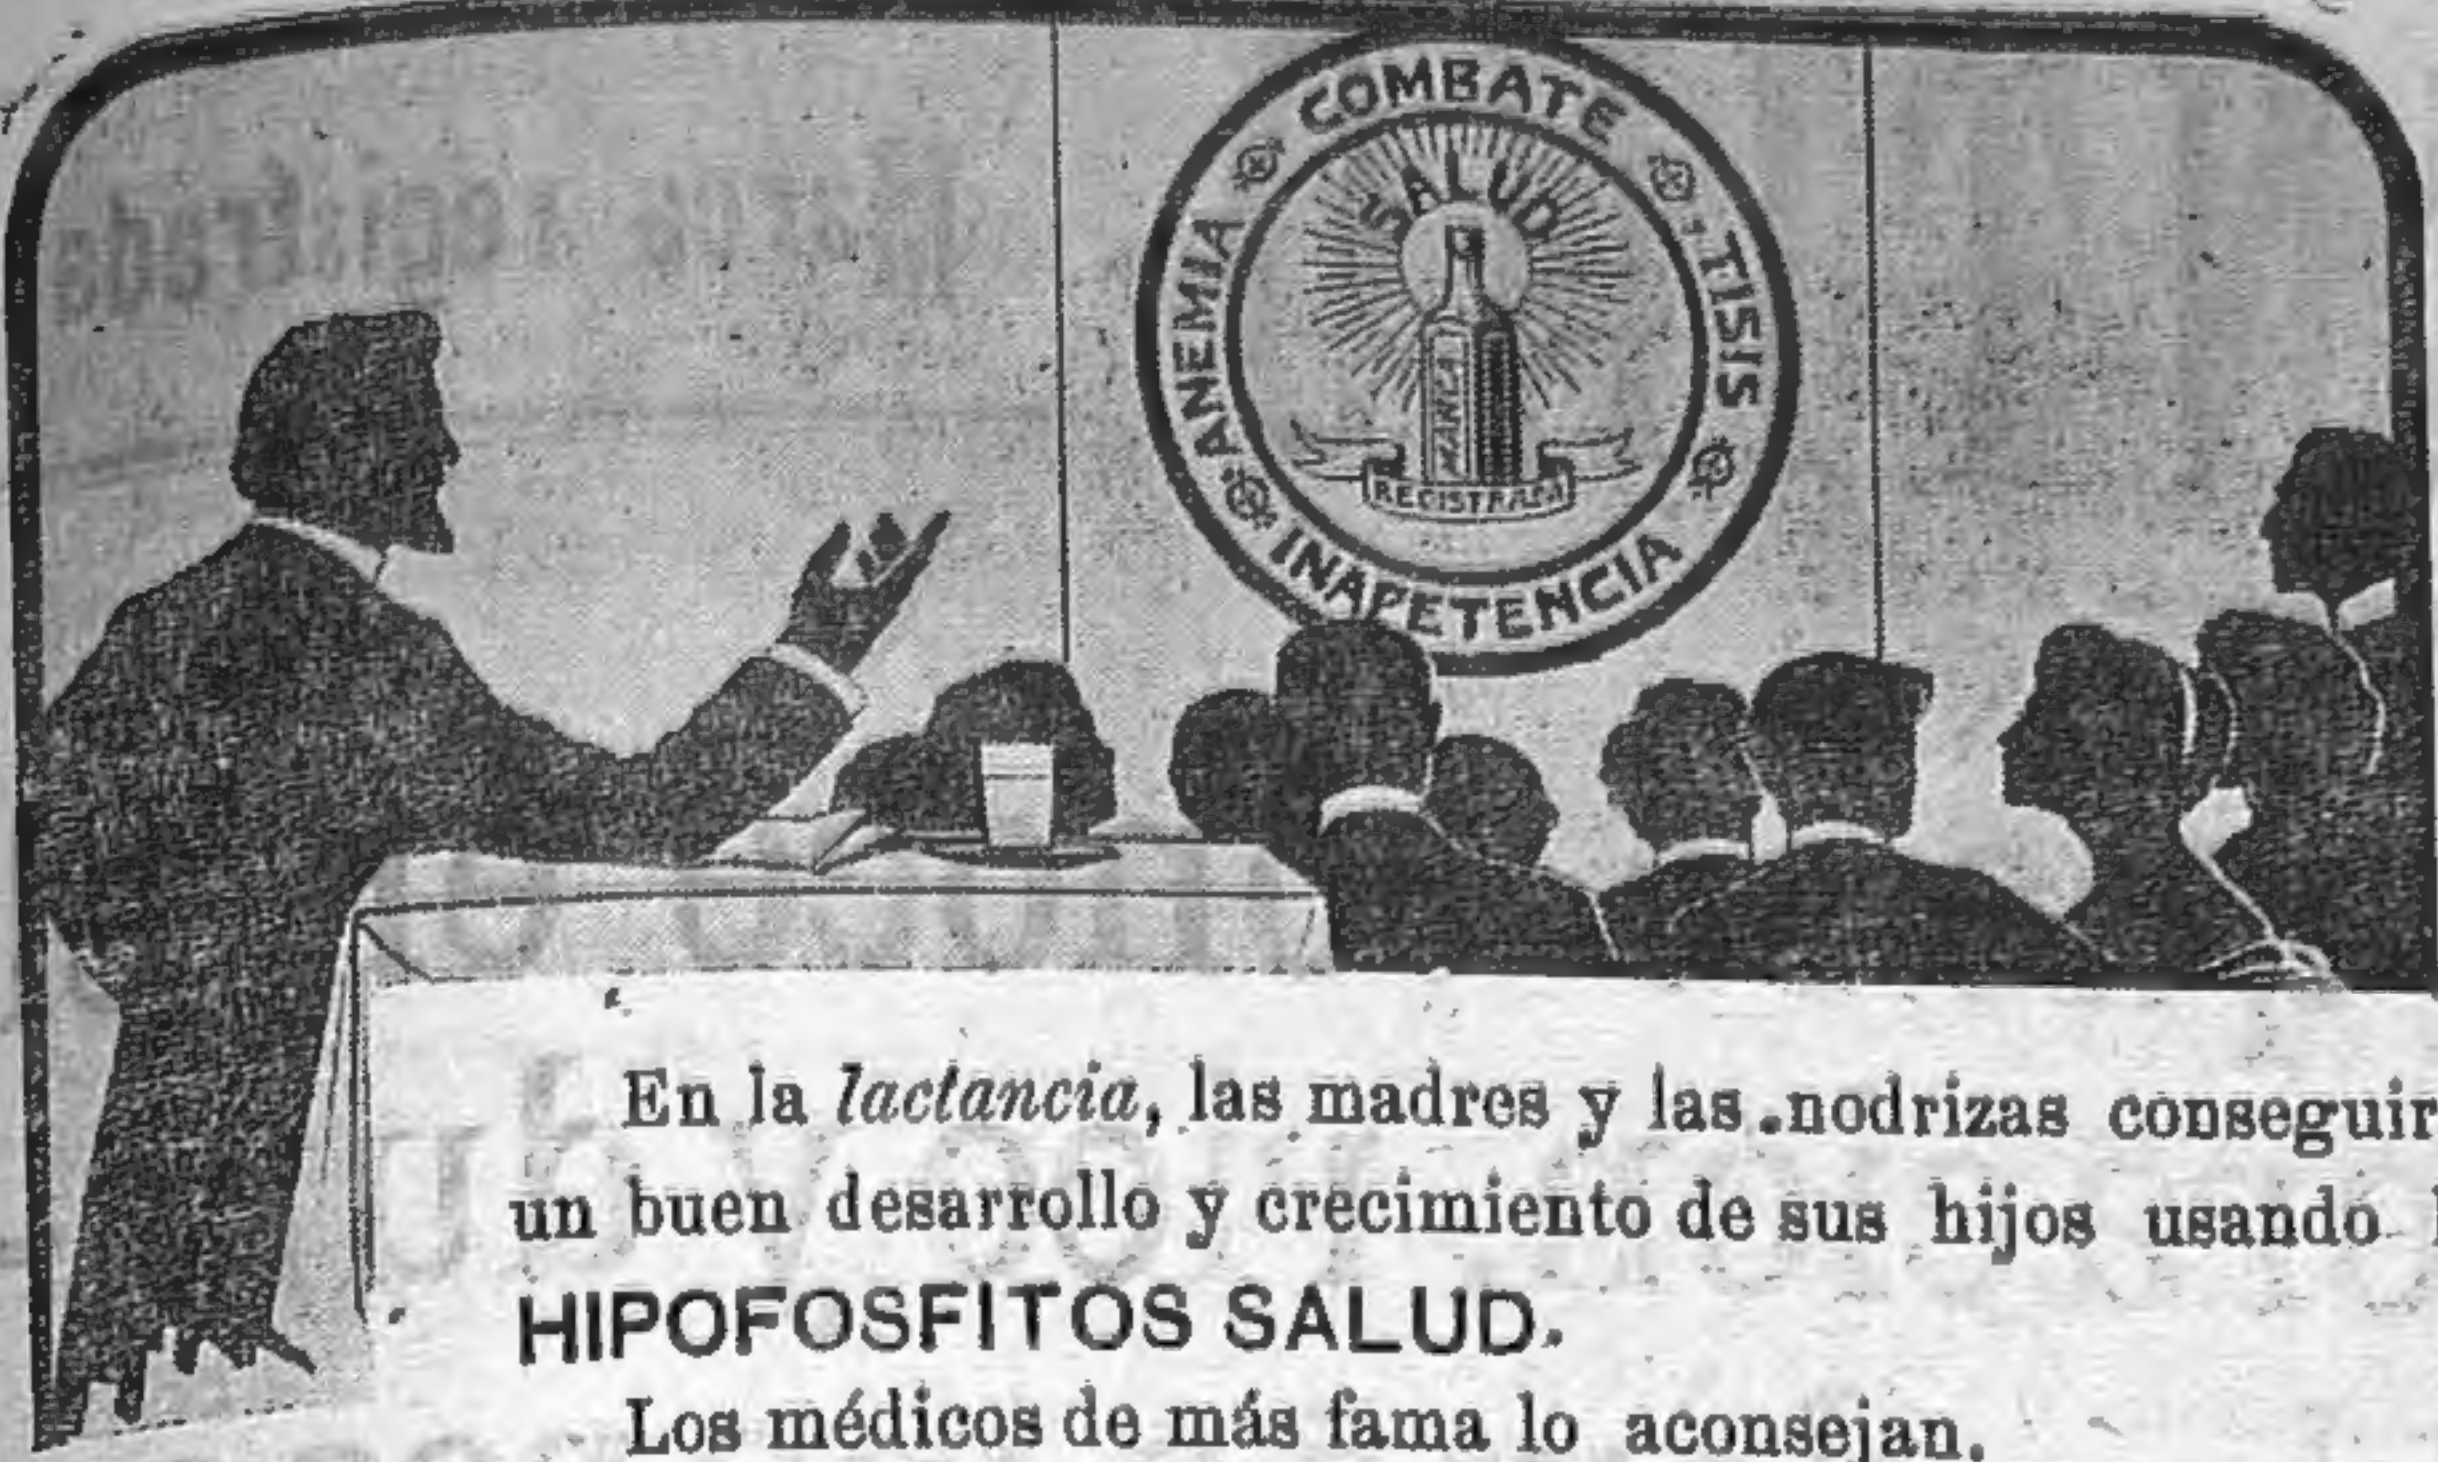 COMBATE
TISIS
INAPETENCIA
ANEMIA
SALUD
MARCA
REGISTRADA
En la lactancia, las madres y las nodrizas conseguir
un buen desarrollo y crecimiento de sus hijos usando
HIPOFOSFITOS SALUD.
Los médicos de más fama lo aconsejan.